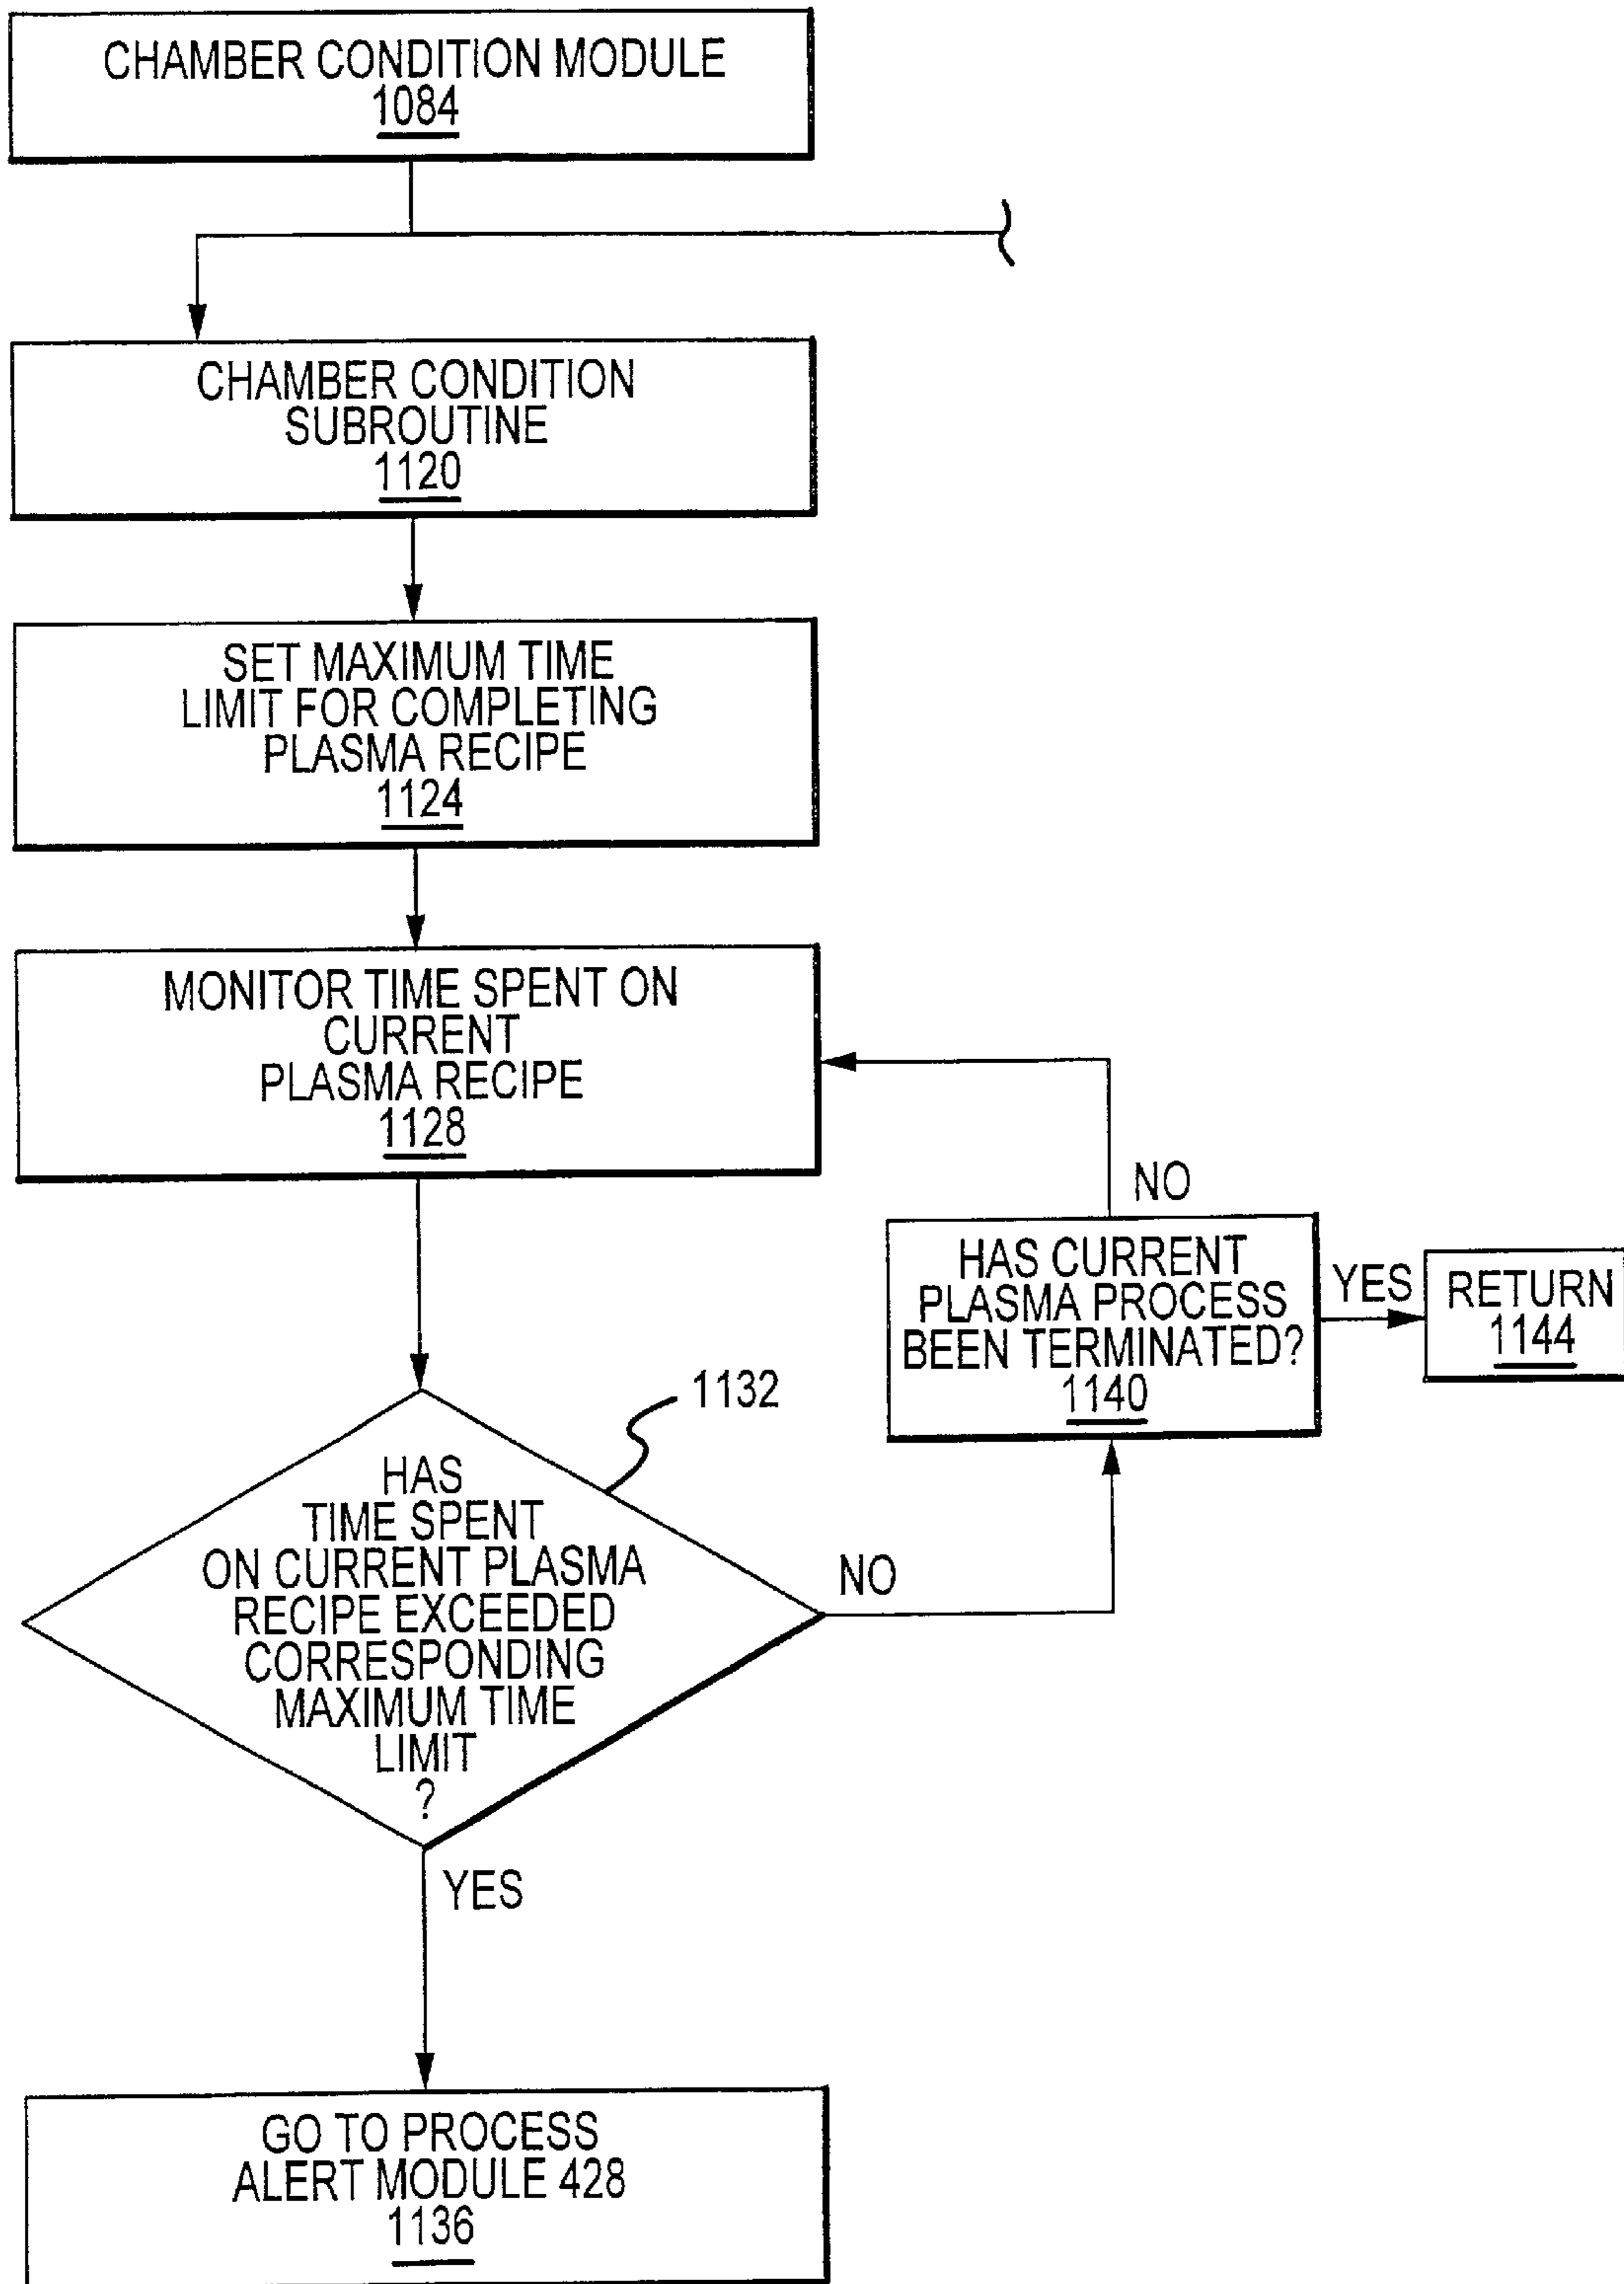 CHAMBER CONDITION MODULE
1084
CHAMBER CONDITION
SUBROUTINE
1120
SET MAXIMUM TIME
LIMIT FOR COMPLETING
PLASMA RECIPE
1124
MONITOR TIME SPENT ON
CURRENT
PLASMA RECIPE
1128
NO
HAS CURRENT
PLASMA PROCESS
BEEN TERMINATED?
1140
YES
RETURN
1144
1132
HAS
TIME SPENT
ON CURRENT PLASMA
RECIPE EXCEEDED
CORRESPONDING
MAXIMUM TIME
LIMIT
?
NO
YES
GO TO PROCESS
ALERT MODULE 428
1136